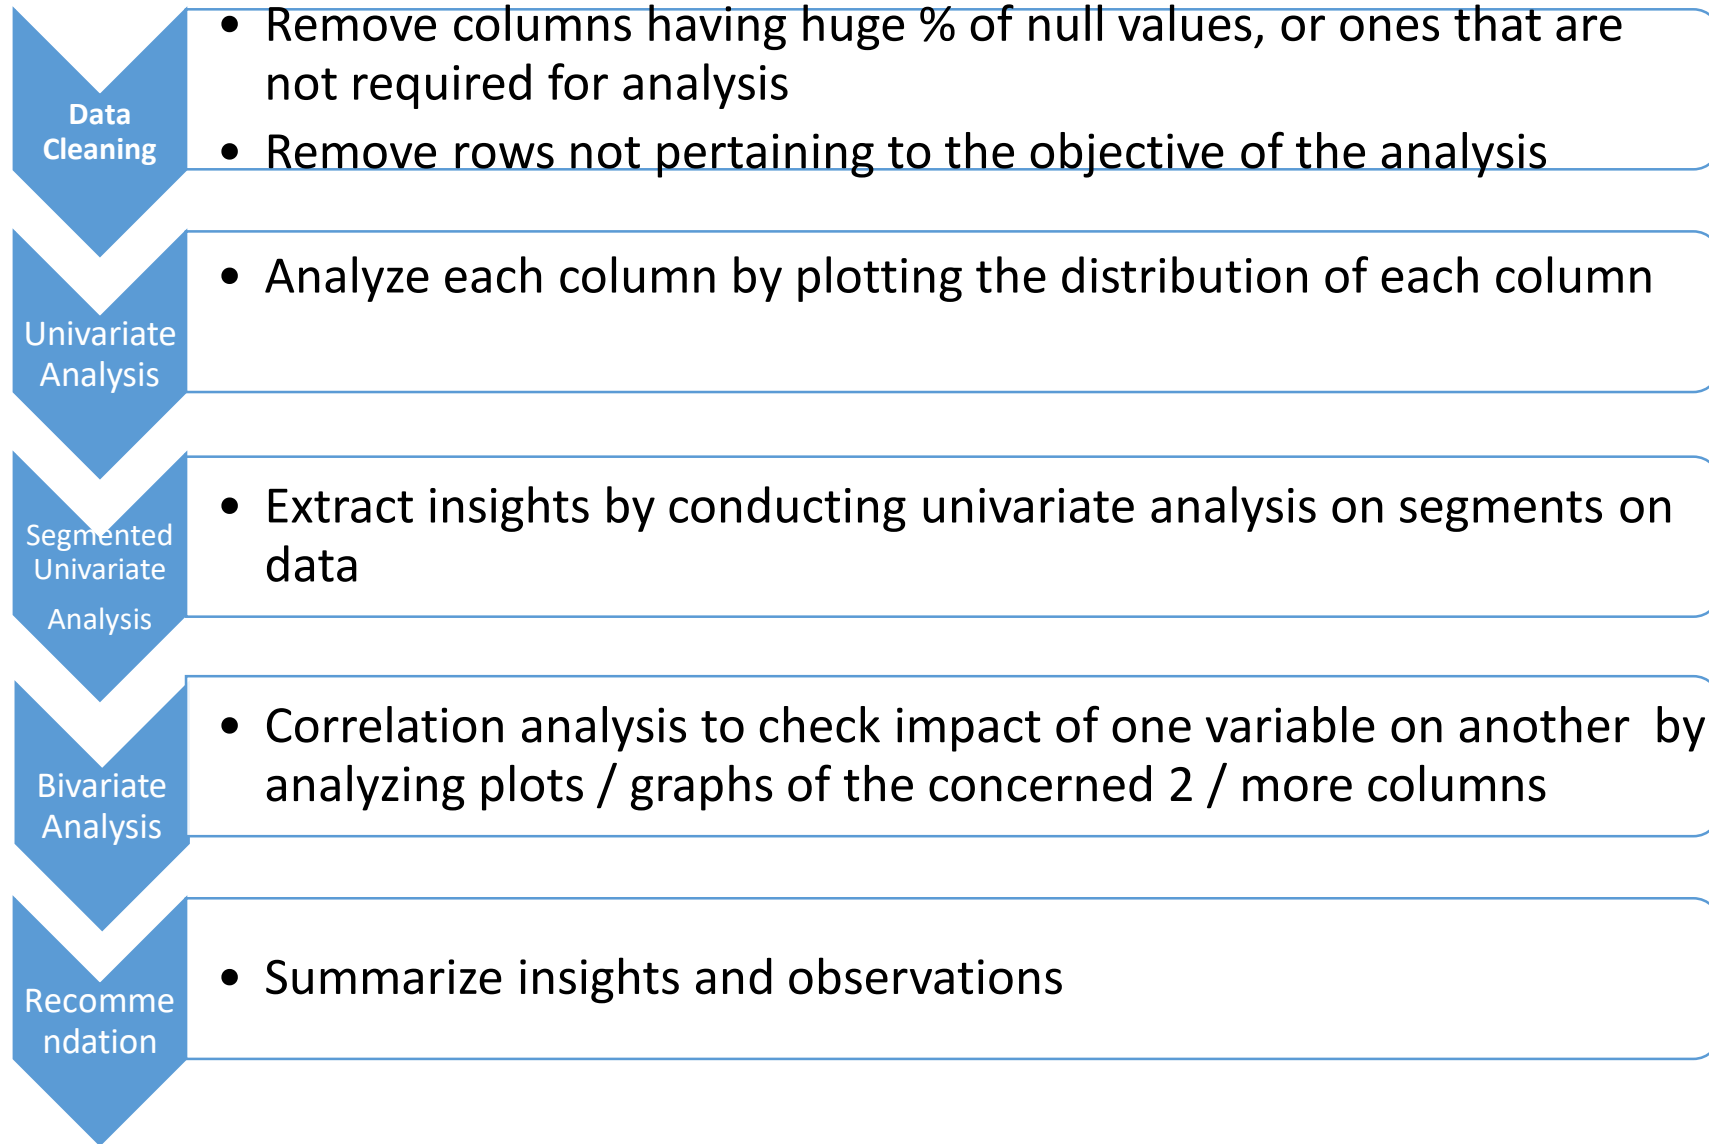 Data
Cleaning
• Remove columns having huge % of null values, or ones that are
not required for analysis
• Remove rows not pertaining to the objective of the analysis
Univariate
Analysis
• Analyze each column by plotting the distribution of each column
Segmented
Univariate
Analysis
• Extract insights by conducting univariate analysis on segments on
data
Bivariate
Analysis
• Correlation analysis to check impact of one variable on another by
analyzing plots / graphs of the concerned 2 / more columns
Recomme
ndation
• Summarize insights and observations